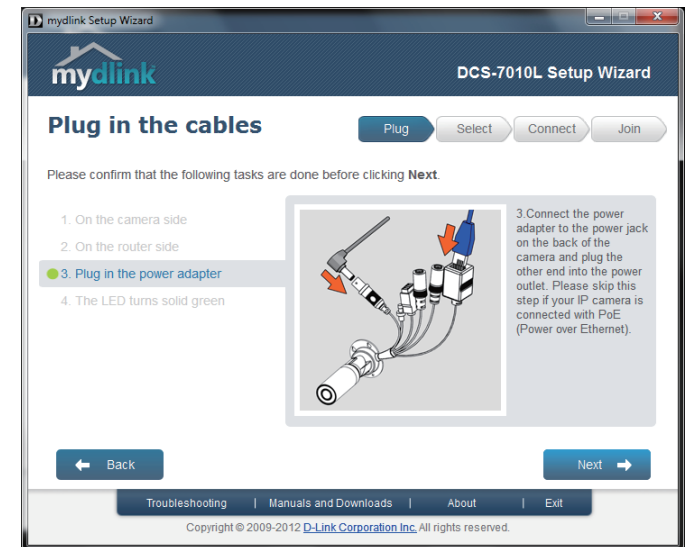 mydlink Setup Wizard
mydlink
DCS-7010L Setup Wizard
Plug in the cables
Plug
Select
Connect
Join
Please confirm that the following tasks are done before clicking Next.
1. On the camera side
2. On the router side
3. Plug in the power adapter
4. The LED turns solid green
3.Connect the power
adapter to the power jack
on the back of the
camera and plug the
other end into the power
outlet. Please skip this
step if your IP camera is
connected with PoE
(Power over Ethernet).
Back
Next
Troubleshooting | Manuals and Downloads | About | Exit
Copyright © 2009-2012 D-Link Corporation Inc. All rights reserved.